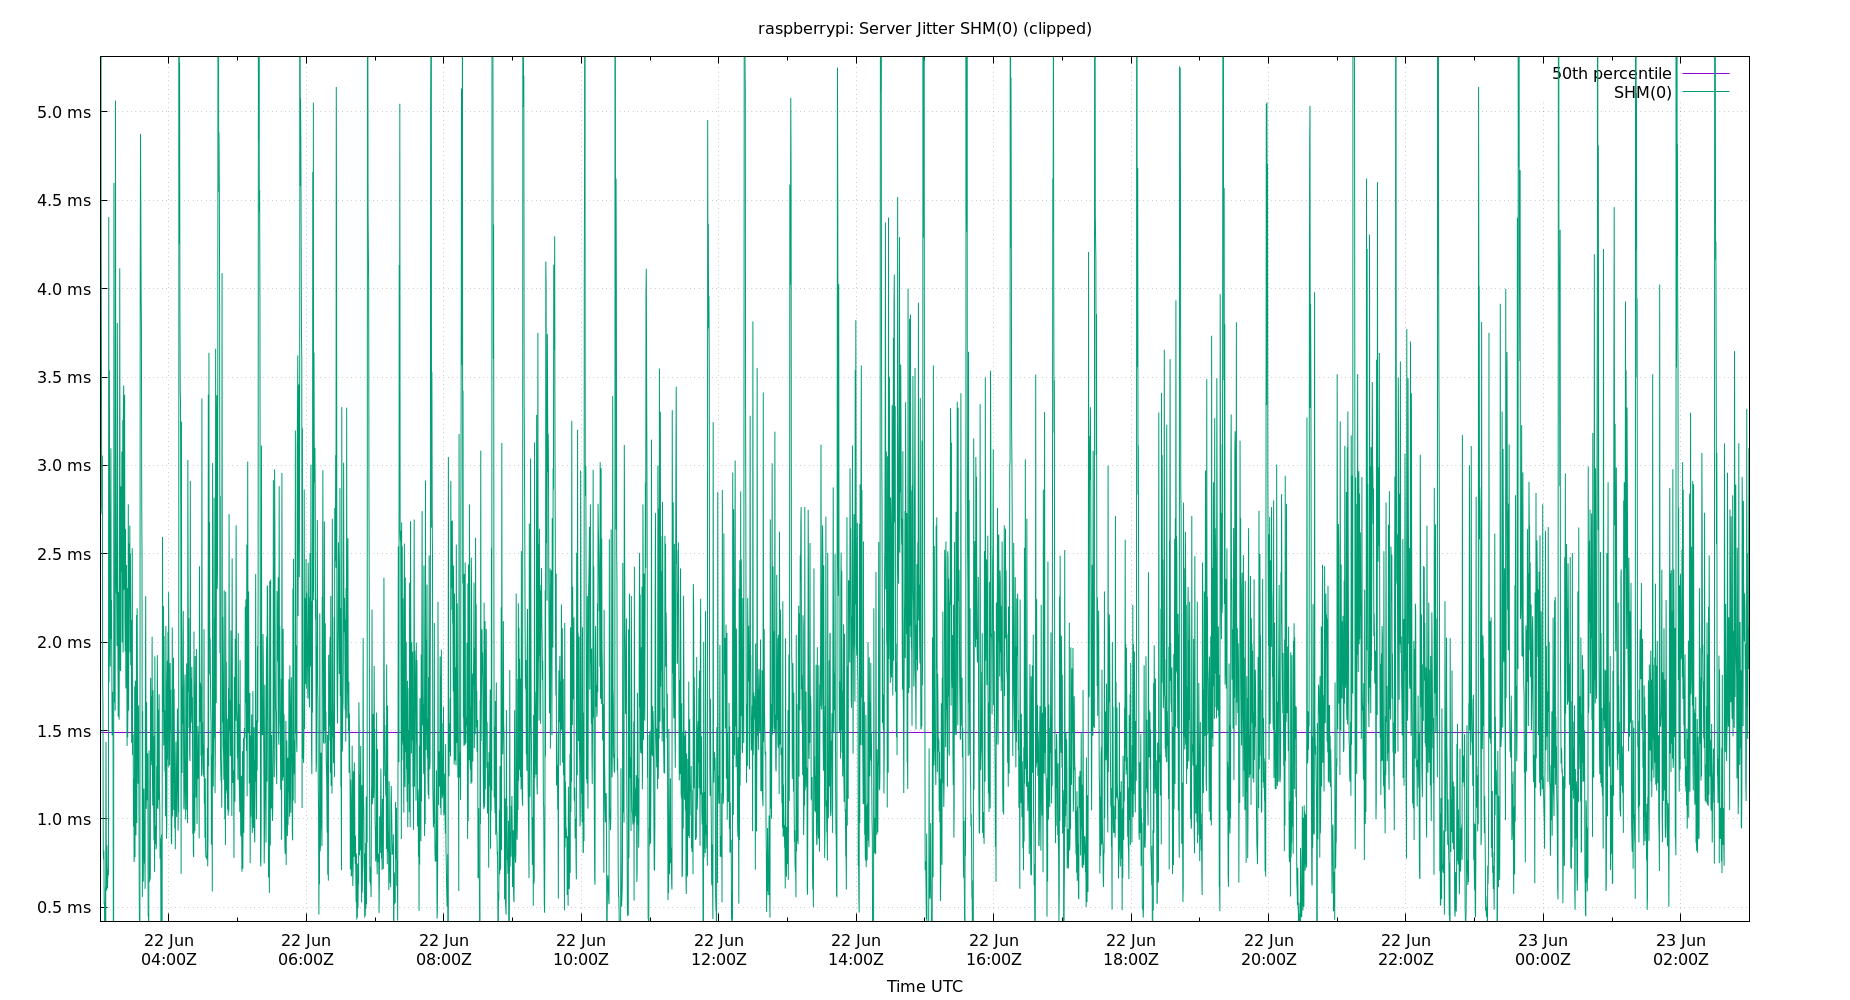 raspberrypi: Server Jitter SHM(0) (clipped)
50th percentile
SHM(0)
5.0 ms
4.5 ms
4.0 ms
3.5 ms
3.0 ms
2.5 ms
2.0 ms
1.5 ms
1.0 ms
0.5 ms
22 Jun 22 Jun 22 Jun 22 Jun 22 Jun 22 Jun 22 Jun 22 Jun 22 Jun 22 Jun 23 Jun 23 Jun
04:00Z 06:00Z 08:00Z 10:00Z 12:00Z 14:00Z 16:00Z 18:00Z 20:00Z 22:00Z 00:00Z 02:00Z
Time UTC